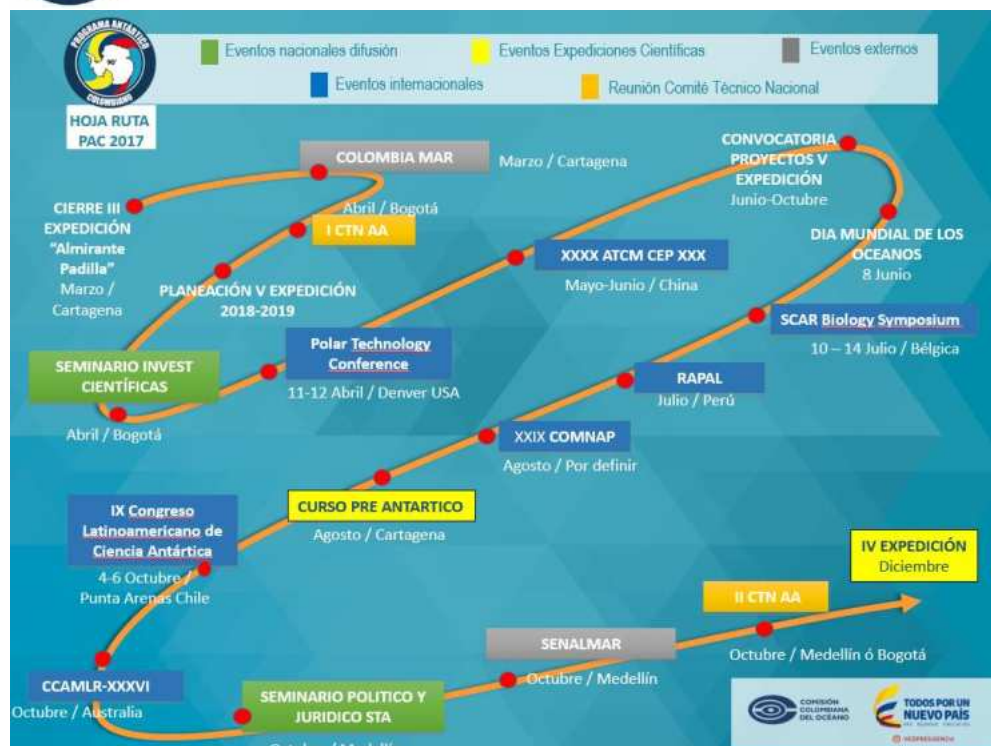 PROGRAMA ANTÁRTICO
COLOMBIANO
HOJA RUTA
PAC 2017
Eventos nacionales difusión
Eventos Expediciones Científicas
Eventos externos
Eventos internacionales
Reunión Comité Técnico Nacional
CIERRE III
EXPEDICIÓN
"Almirante
Padilla"
Marzo /
Cartagena
COLOMBIA MAR
Marzo / Cartagena
Abril / Bogotá
I CTN AA
PLANEACIÓN V EXPEDICIÓN
2018-2019
SEMINARIO INVEST
CIENTÍFICAS
Abril / Bogotá
Polar Technology
Conference
11-12 Abril / Denver USA
XXXX ATCM CEP XXX
Mayo-Junio / China
CONVOCATORIA
PROYECTOS V
EXPEDICIÓN
Junio-Octubre
DIA MUNDIAL DE LOS
OCEANOS
8 Junio
SCAR Biology Symposium
10 – 14 Julio / Bélgica
RAPAL
Julio / Perú
XXIX COMNAP
Agosto / Por definir
CURSO PRE ANTARTICO
Agosto / Cartagena
IX Congreso
Latinoamericano de
Ciencia Antártica
4-6 Octubre /
Punta Arenas Chile
CCAMLR-XXXVI
Octubre / Australia
SEMINARIO POLITICO Y
JURIDICO STA
SENALMAR
Octubre / Medellín
II CTN AA
Octubre / Medellín ó Bogotá
IV EXPEDICIÓN
Diciembre
COMISIÓN
COLOMBIANA
DEL OCÉANO
TODOS POR UN
NUEVO PAÍS
VICEPRESIDENCIA